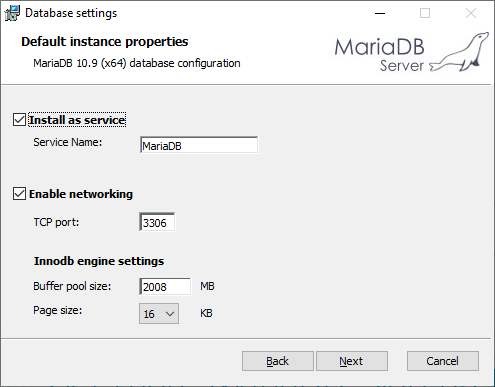 Database settings
Default instance properties
MariaDB 10.9 (x64) database configuration
MariaDB
Server
Install as service
Service Name: MariaDB
Enable networking
TCP port: 3306
Innodb engine settings
Buffer pool size: 2008 MB
Page size: 16 KB
Back Next Cancel